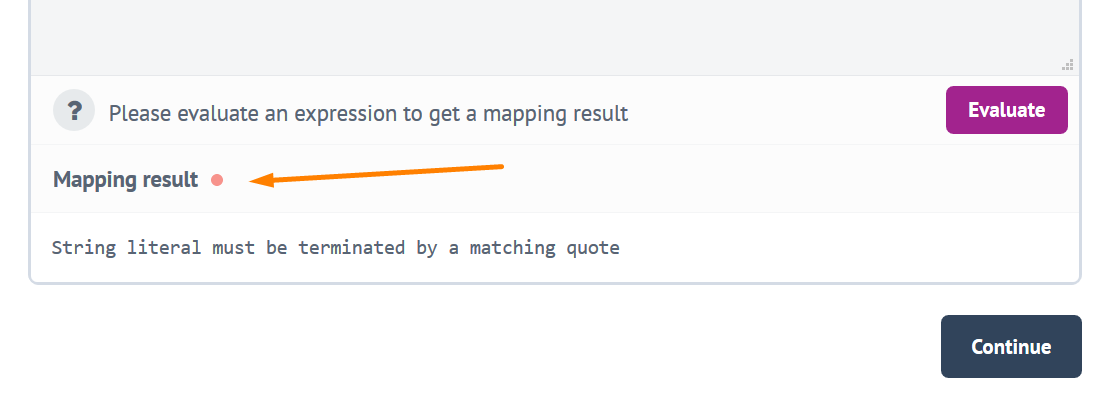 ? Please evaluate an expression to get a mapping result Evaluate
Mapping result
String literal must be terminated by a matching quote
Continue